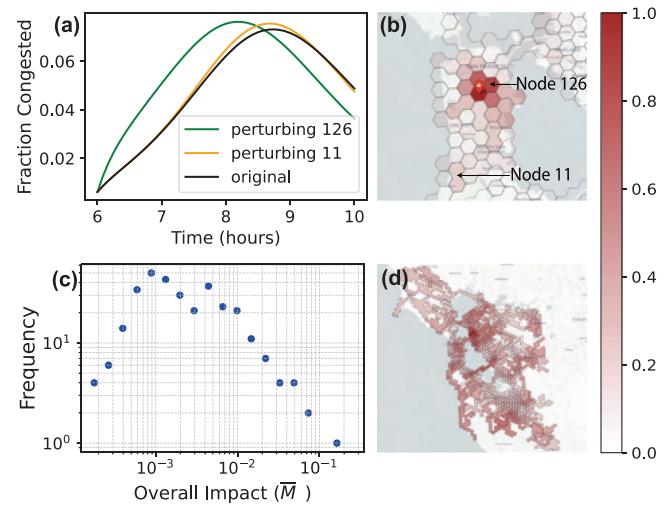 (a)
Fraction Congested
0.06
0.04
0.02
perturbing 126
perturbing 11
original
6
7
8
9
10
Time (hours)
(b)
Node 126
Node 11
1.0
0.8
0.6
0.4
0.2
0.0
(c)
Frequency
10¹
10⁰
10⁻³
10⁻²
10⁻¹
Overall Impact (M̅ )
(d)